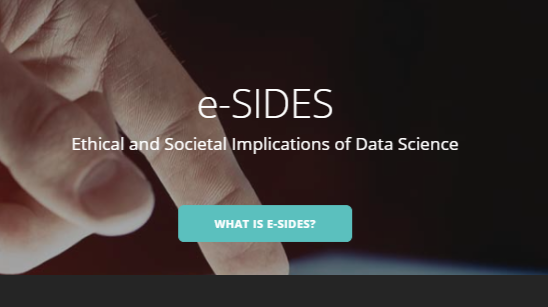 e-SIDES
Ethical and Societal Implications of Data Science
WHAT IS E-SIDES?